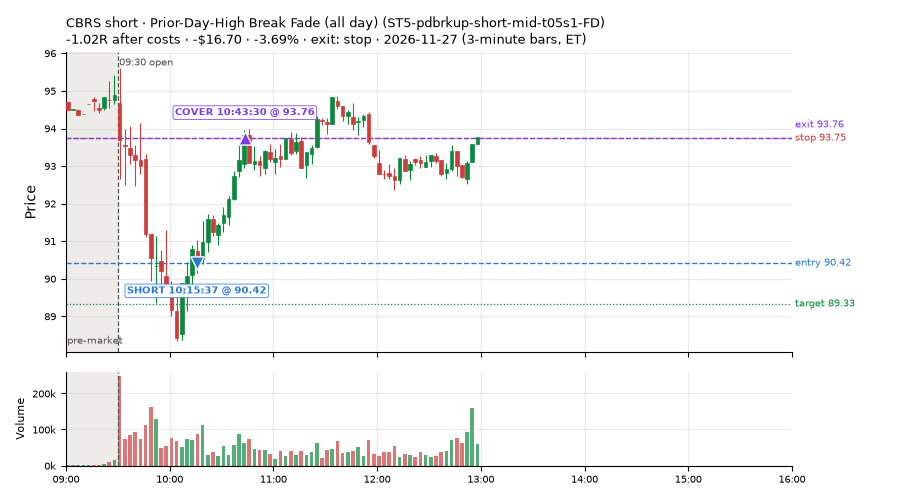 CBRS short · Prior-Day-High Break Fade (all day) (ST5-pdbrkup-short-mid-t05s1-FD)
-1.02R after costs · -$16.70 · -3.69% · exit: stop · 2026-11-27 (3-minute bars, ET)
96
09:30 open
95
COVER 10:43:30 @ 93.76
exit 93.76
94
stop 93.75
93
Price
92
91
entry 90.42
90
SHORT 10:15:37 @ 90.42
target 89.33
89
pre-market
200k
Volume
100k
0k
09:00
10:00
11:00
12:00
13:00
14:00
15:00
16:00